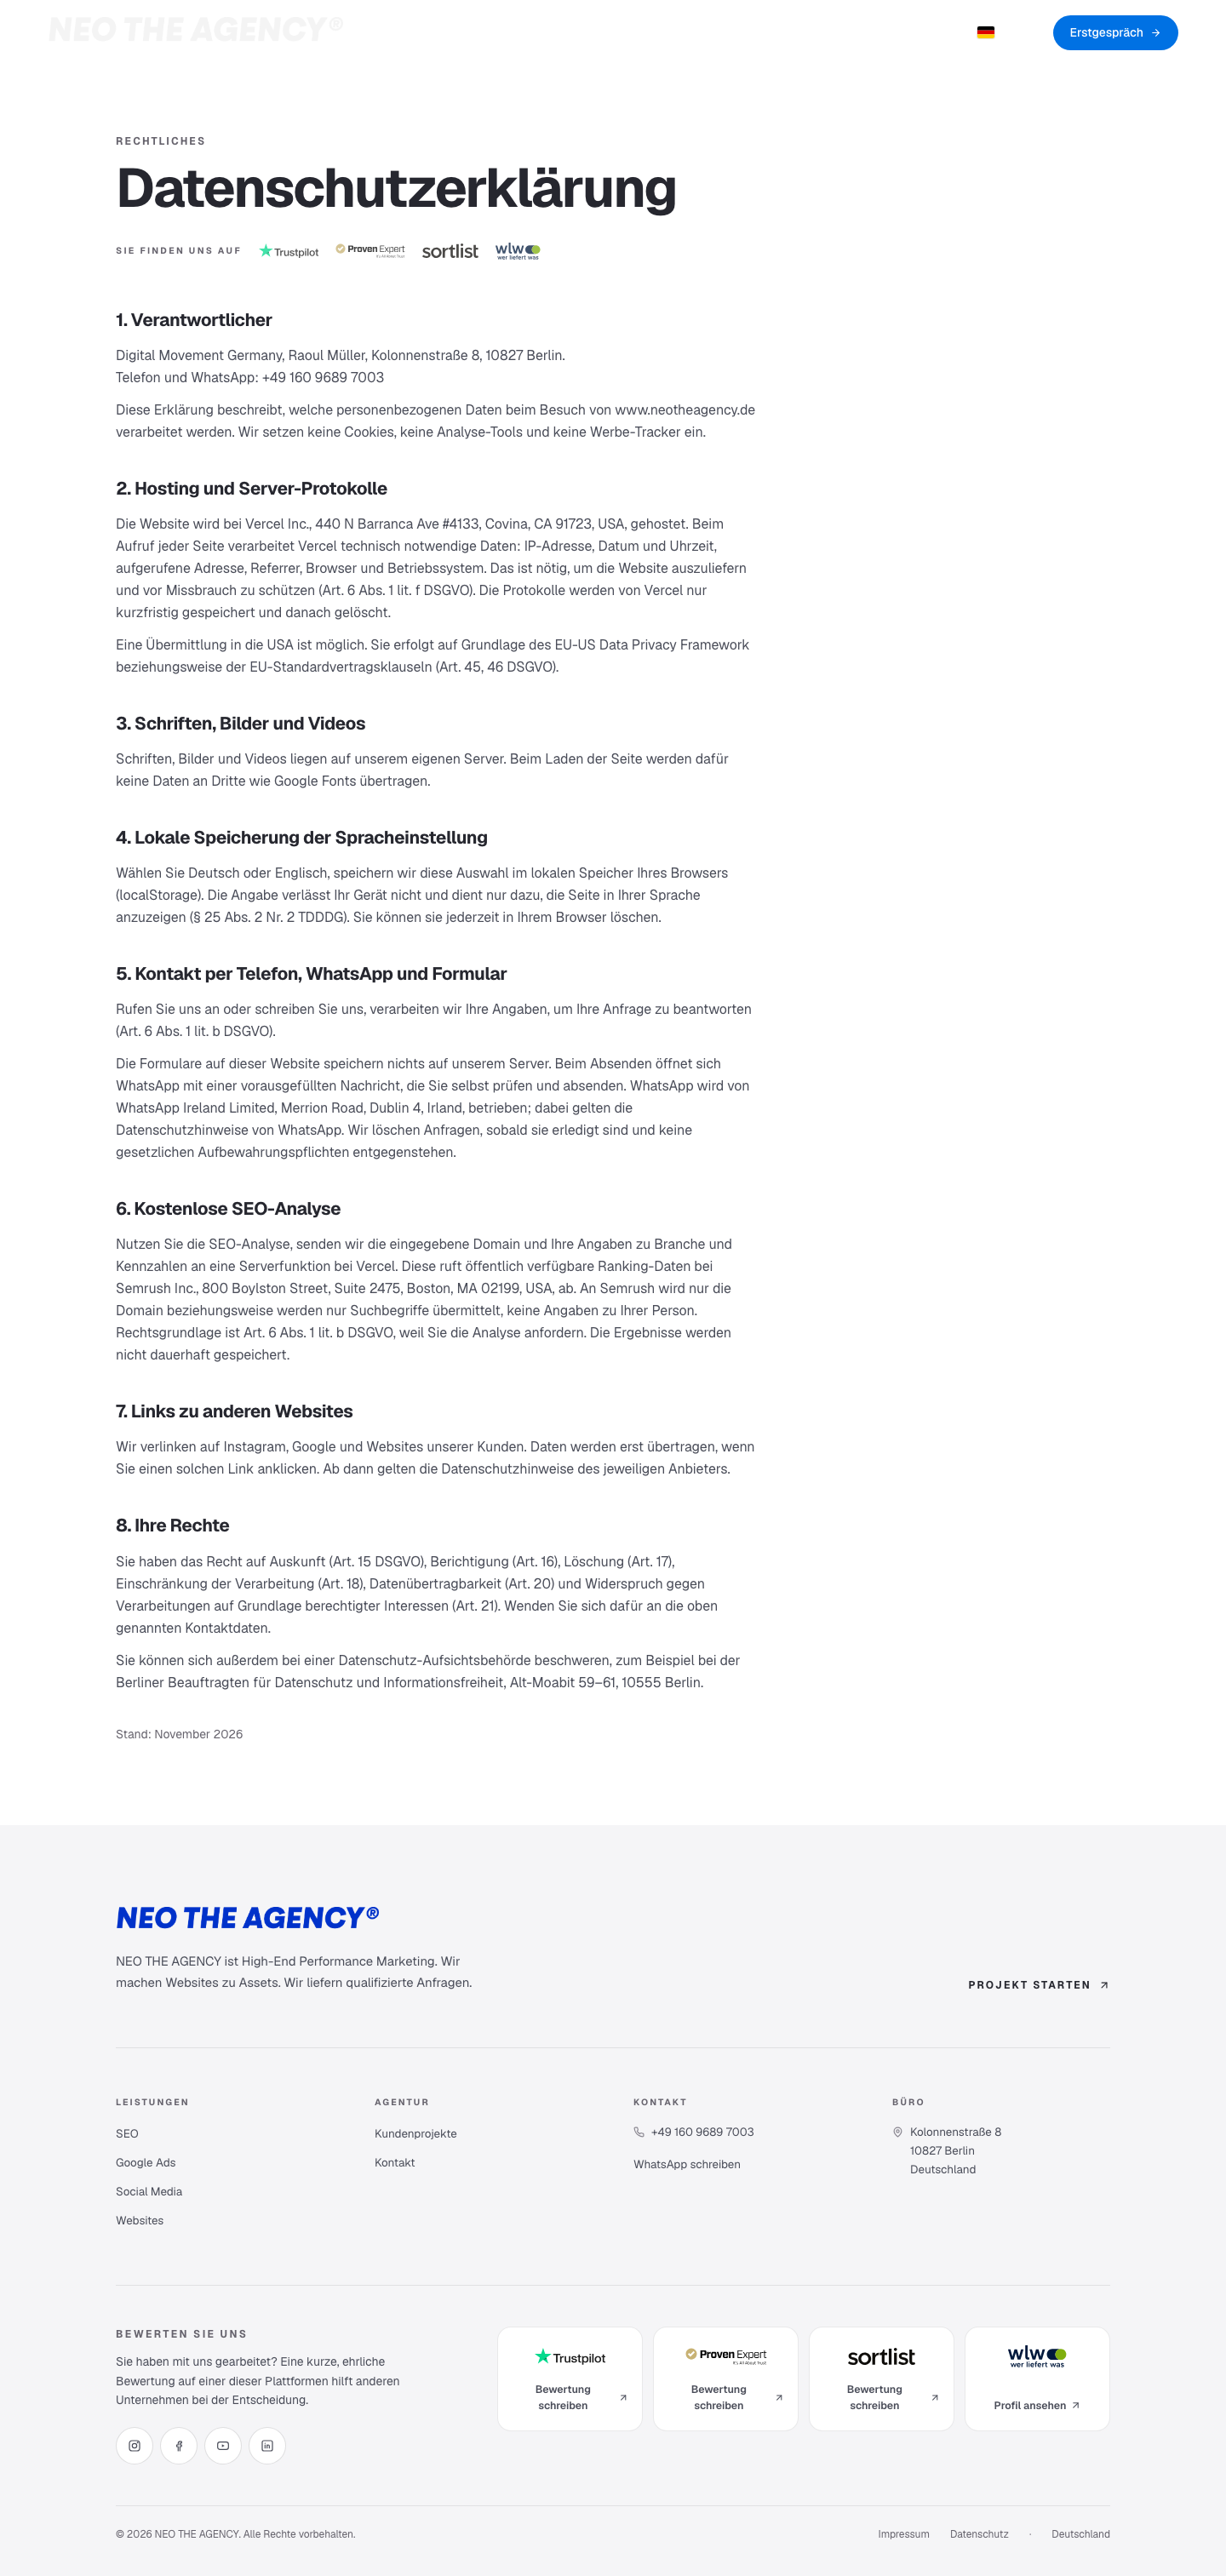 NEO THE AGENCY®
Erstgespräch
RECHTLICHES
Datenschutzerklärung
SIE FINDEN UNS AUF
Trustpilot
ProvenExpert
It's All About Trust
sortlist
wlw
wer liefert was
1. Verantwortlicher
Digital Movement Germany, Raoul Müller, Kolonnenstraße 8, 10827 Berlin.
Telefon und WhatsApp: +49 160 9689 7003
Diese Erklärung beschreibt, welche personenbezogenen Daten beim Besuch von www.neotheagency.de
verarbeitet werden. Wir setzen keine Cookies, keine Analyse-Tools und keine Werbe-Tracker ein.
2. Hosting und Server-Protokolle
Die Website wird bei Vercel Inc., 440 N Barranca Ave #4133, Covina, CA 91723, USA, gehostet. Beim
Aufruf jeder Seite verarbeitet Vercel technisch notwendige Daten: IP-Adresse, Datum und Uhrzeit,
aufgerufene Adresse, Referrer, Browser und Betriebssystem. Das ist nötig, um die Website auszuliefern
und vor Missbrauch zu schützen (Art. 6 Abs. 1 lit. f DSGVO). Die Protokolle werden von Vercel nur
kurzfristig gespeichert und danach gelöscht.
Eine Übermittlung in die USA ist möglich. Sie erfolgt auf Grundlage des EU-US Data Privacy Framework
beziehungsweise der EU-Standardvertragsklauseln (Art. 45, 46 DSGVO).
3. Schriften, Bilder und Videos
Schriften, Bilder und Videos liegen auf unserem eigenen Server. Beim Laden der Seite werden dafür
keine Daten an Dritte wie Google Fonts übertragen.
4. Lokale Speicherung der Spracheinstellung
Wählen Sie Deutsch oder Englisch, speichern wir diese Auswahl im lokalen Speicher Ihres Browsers
(localStorage). Die Angabe verlässt Ihr Gerät nicht und dient nur dazu, die Seite in Ihrer Sprache
anzuzeigen (§ 25 Abs. 2 Nr. 2 TDDDG). Sie können sie jederzeit in Ihrem Browser löschen.
5. Kontakt per Telefon, WhatsApp und Formular
Rufen Sie uns an oder schreiben Sie uns, verarbeiten wir Ihre Angaben, um Ihre Anfrage zu beantworten
(Art. 6 Abs. 1 lit. b DSGVO).
Die Formulare auf dieser Website speichern nichts auf unserem Server. Beim Absenden öffnet sich
WhatsApp mit einer vorausgefüllten Nachricht, die Sie selbst prüfen und absenden. WhatsApp wird von
WhatsApp Ireland Limited, Merrion Road, Dublin 4, Irland, betrieben; dabei gelten die
Datenschutzhinweise von WhatsApp. Wir löschen Anfragen, sobald sie erledigt sind und keine
gesetzlichen Aufbewahrungspflichten entgegenstehen.
6. Kostenlose SEO-Analyse
Nutzen Sie die SEO-Analyse, senden wir die eingegebene Domain und Ihre Angaben zu Branche und
Kennzahlen an eine Serverfunktion bei Vercel. Diese ruft öffentlich verfügbare Ranking-Daten bei
Semrush Inc., 800 Boylston Street, Suite 2475, Boston, MA 02199, USA, ab. An Semrush wird nur die
Domain beziehungsweise werden nur Suchbegriffe übermittelt, keine Angaben zu Ihrer Person.
Rechtsgrundlage ist Art. 6 Abs. 1 lit. b DSGVO, weil Sie die Analyse anfordern. Die Ergebnisse werden
nicht dauerhaft gespeichert.
7. Links zu anderen Websites
Wir verlinken auf Instagram, Google und Websites unserer Kunden. Daten werden erst übertragen, wenn
Sie einen solchen Link anklicken. Ab dann gelten die Datenschutzhinweise des jeweiligen Anbieters.
8. Ihre Rechte
Sie haben das Recht auf Auskunft (Art. 15 DSGVO), Berichtigung (Art. 16), Löschung (Art. 17),
Einschränkung der Verarbeitung (Art. 18), Datenübertragbarkeit (Art. 20) und Widerspruch gegen
Verarbeitungen auf Grundlage berechtigter Interessen (Art. 21). Wenden Sie sich dafür an die oben
genannten Kontaktdaten.
Sie können sich außerdem bei einer Datenschutz-Aufsichtsbehörde beschweren, zum Beispiel bei der
Berliner Beauftragten für Datenschutz und Informationsfreiheit, Alt-Moabit 59–61, 10555 Berlin.
Stand: November 2026
NEO THE AGENCY®
NEO THE AGENCY ist High-End Performance Marketing. Wir
machen Websites zu Assets. Wir liefern qualifizierte Anfragen.
PROJEKT STARTEN
LEISTUNGEN
SEO
Google Ads
Social Media
Websites
AGENTUR
Kundenprojekte
Kontakt
KONTAKT
+49 160 9689 7003
WhatsApp schreiben
BÜRO
Kolonnenstraße 8
10827 Berlin
Deutschland
BEWERTEN SIE UNS
Sie haben mit uns gearbeitet? Eine kurze, ehrliche
Bewertung auf einer dieser Plattformen hilft anderen
Unternehmen bei der Entscheidung.
Trustpilot
Bewertung
schreiben
ProvenExpert
It's All About Trust
Bewertung
schreiben
sortlist
Bewertung
schreiben
wlw
wer liefert was
Profil ansehen
© 2026 NEO THE AGENCY. Alle Rechte vorbehalten.
Impressum
Datenschutz
·
Deutschland